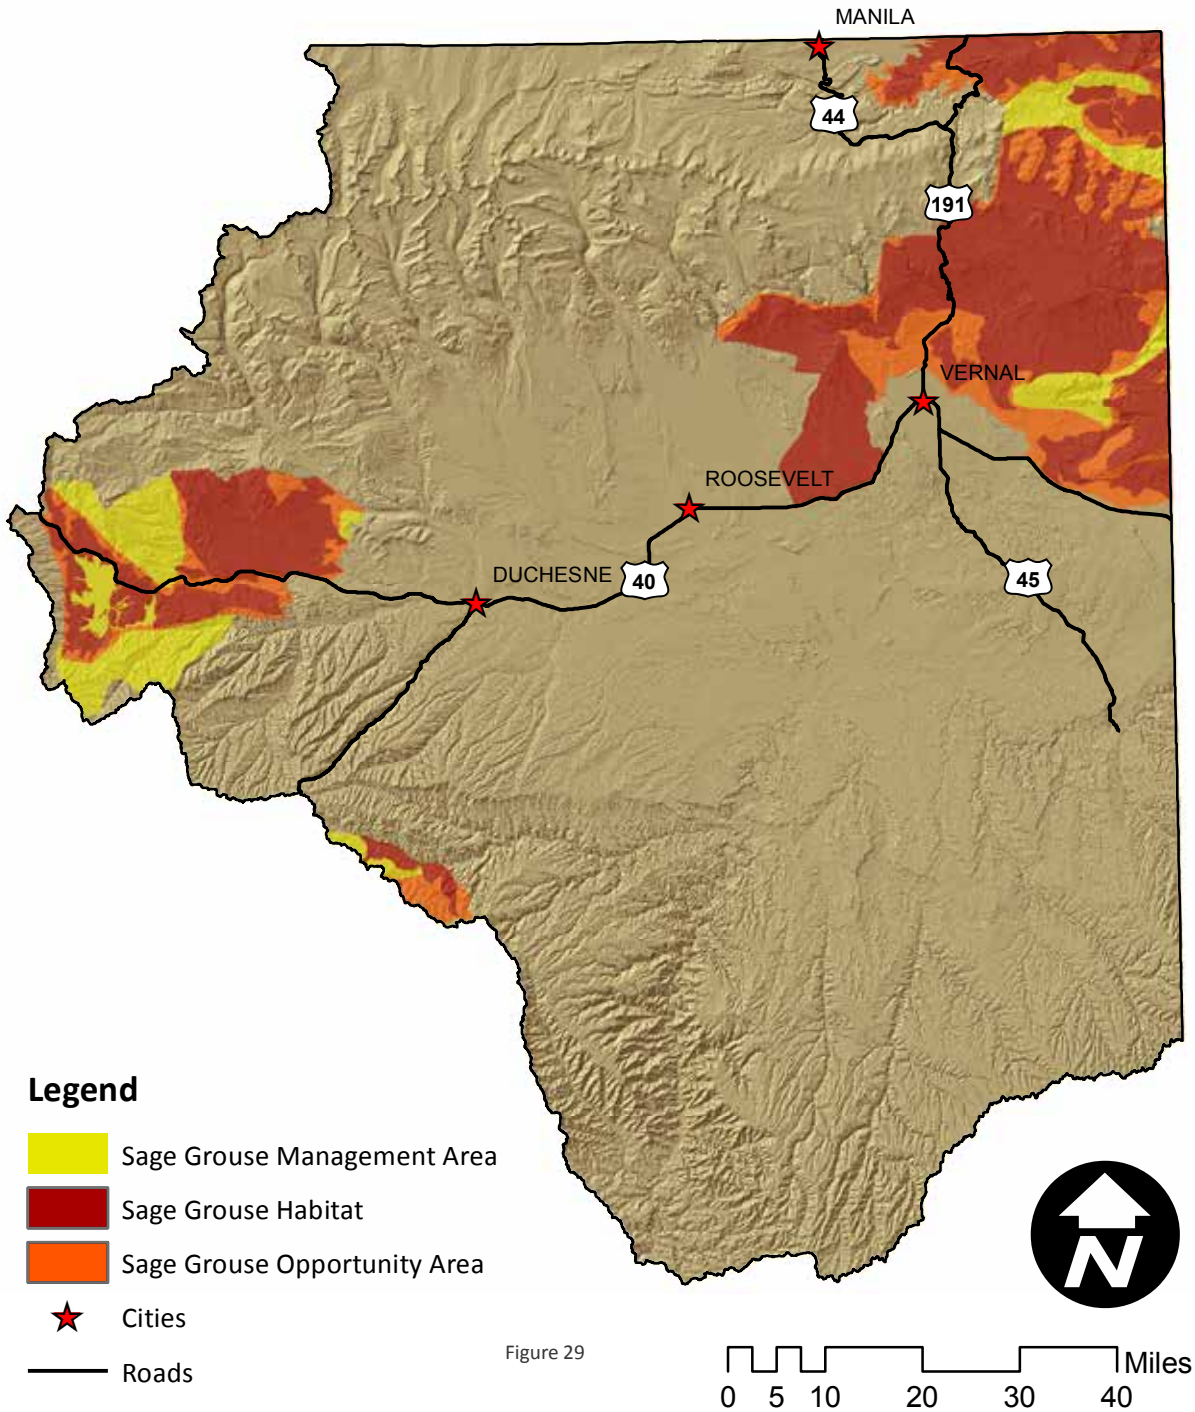 MANILA
44
191
VERNAL
ROOSEVELT
DUCHESNE
40
45
Legend
Sage Grouse Management Area
Sage Grouse Habitat
Sage Grouse Opportunity Area
Cities
Roads
Figure 29
N
Miles
0 5 10 20 30 40